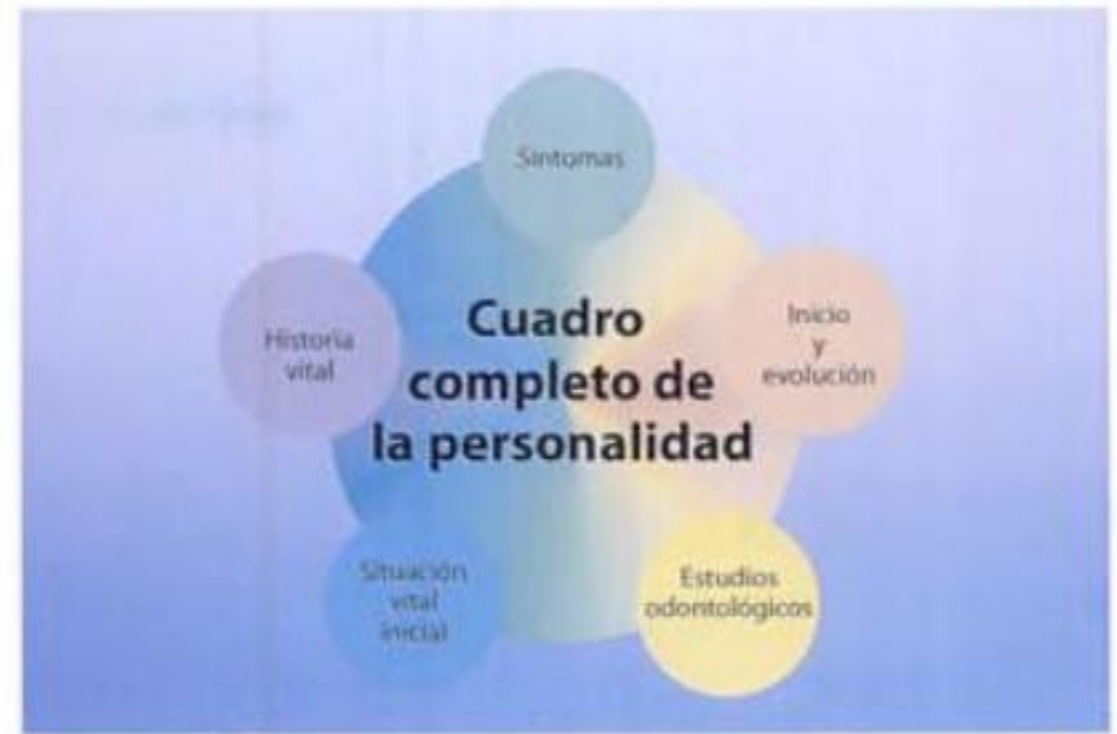 Síntomas
Historia
vital
Cuadro
completo de
la personalidad
Inicio
y
evolución
Situación
vital
inicial
Estudios
odontológicos